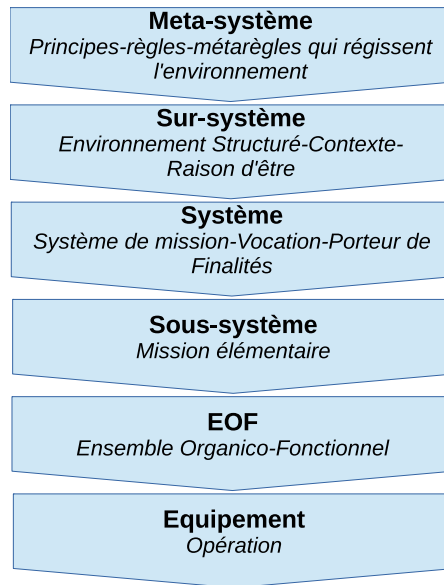 Meta-système
Principes-règles-métarègles qui régissent
l'environnement
Sur-système
Environnement Structuré-Contexte-
Raison d'être
Système
Système de mission-Vocation-Porteur de
Finalités
Sous-système
Mission élémentaire
EOF
Ensemble Organico-Fonctionnel
Equipement
Opération